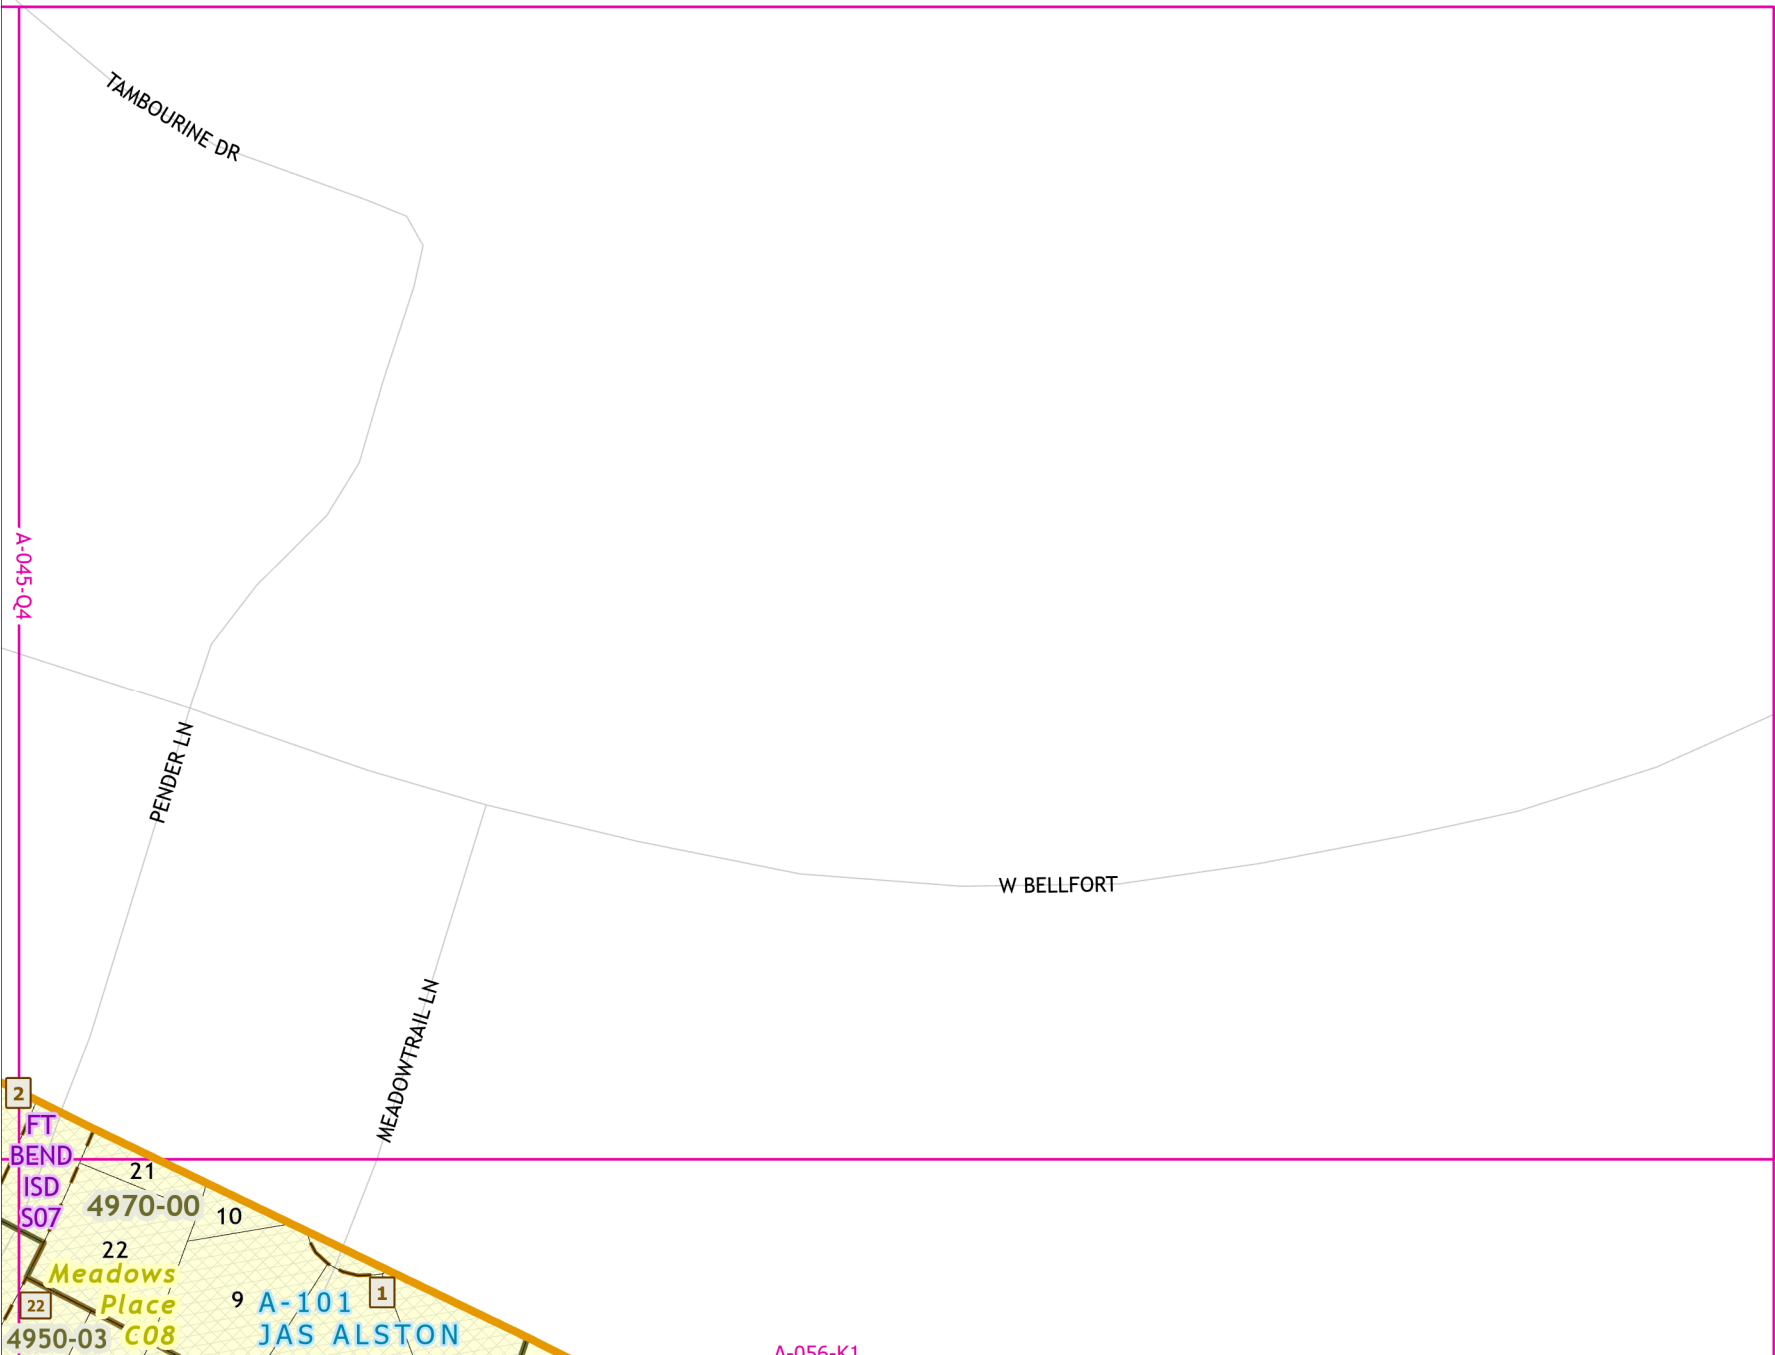 TAMBOURINE DR
A-045-Q4
PENDER LN
W BELLFORT
MEADOWTRAIL LN
2
FT
BEND
ISD
S07
21
4970-00
10
22
Meadows
Place
C08
9
A-101
JAS ALSTON
1
22
4950-03
A-056-K1